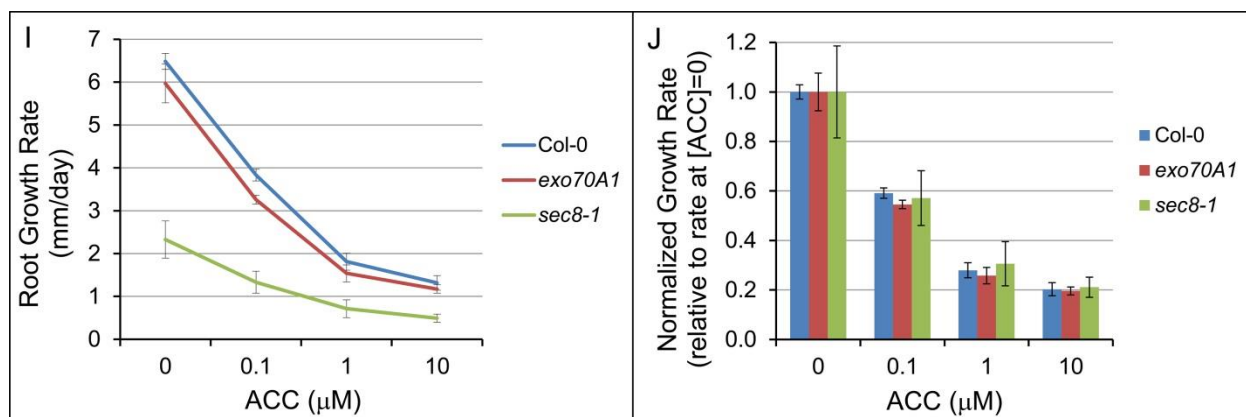 I
Root Growth Rate
(mm/day)
7
6
5
4
3
2
1
0
0 0.1 1 10
ACC (μM)
Col-0
exo70A1
sec8-1
J
Normalized Growth Rate
(relative to rate at [ACC]=0)
1.2
1.0
0.8
0.6
0.4
0.2
0.0
0 0.1 1 10
ACC (μM)
Col-0
exo70A1
sec8-1